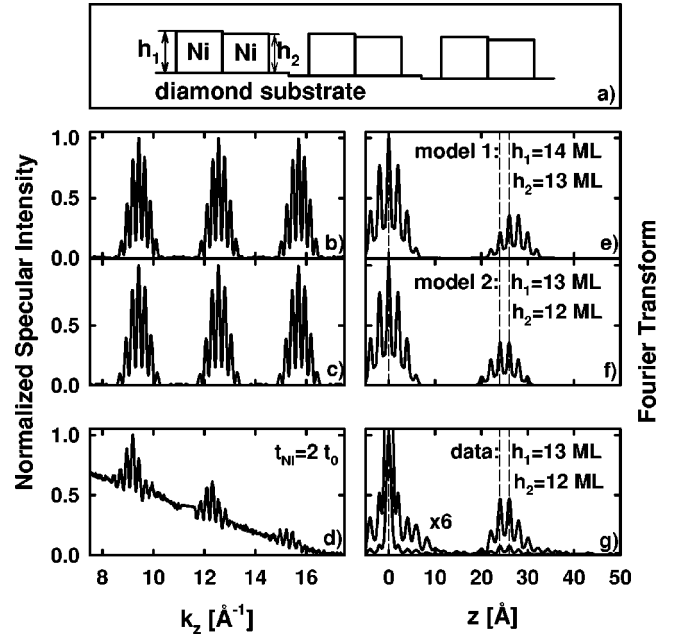 h₁ Ni Ni h₂
diamond substrate
a)
Normalized Specular Intensity
1.0
0.5
b)
0.0
model 1: h₁=14 ML
h₂=13 ML
e)
1.0
0.5
0.0
c)
model 2: h₁=13 ML
h₂=12 ML
f)
1.0
0.5
0.0
t_Ni=2 t₀
d)
data: h₁=13 ML
h₂=12 ML
x6
g)
8 10 12 14 16
k_z [Å⁻¹]
0 10 20 30 40 50
z [Å]
Fourier Transform